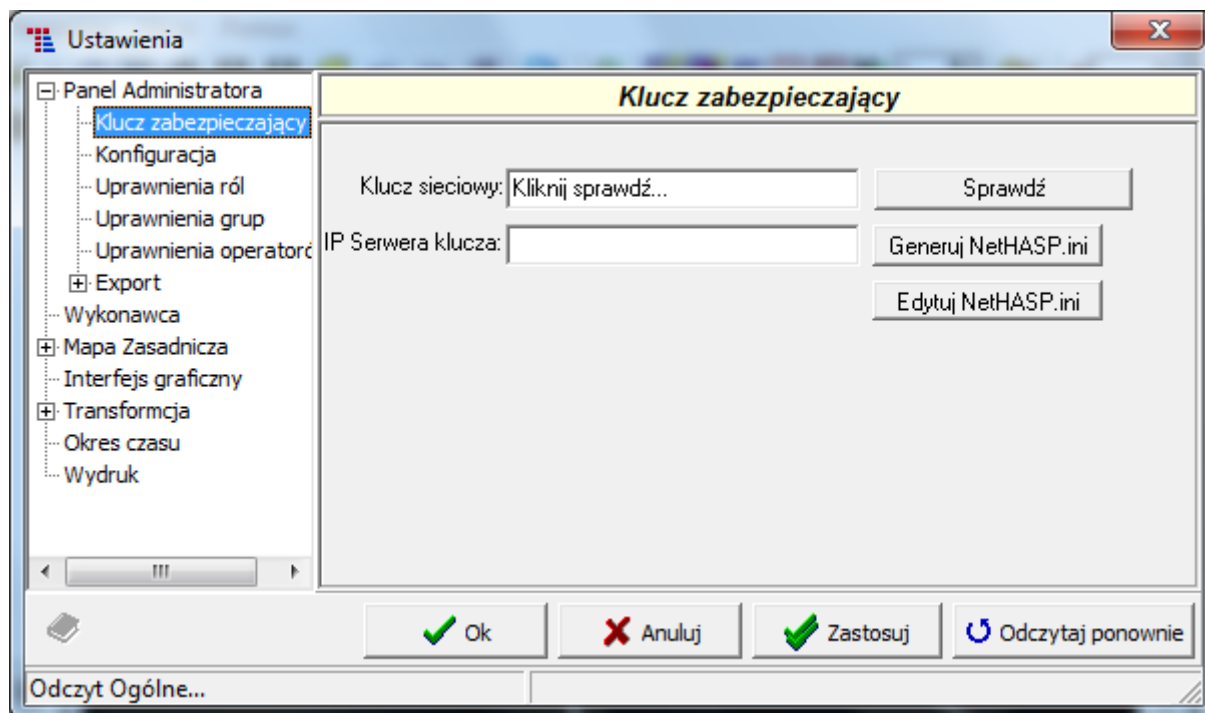 Ustawienia
Panel Administratora
Klucz zabezpieczający
Konfiguracja
Uprawnienia ról
Uprawnienia grup
Uprawnienia operatoró
Export
Wykonawca
Mapa Zasadnicza
Interfejs graficzny
Transformcja
Okres czasu
Wydruk
Klucz zabezpieczający
Klucz sieciowy: Kliknij sprawdź... Sprawdź
IP Serwera klucza: Generuj NetHASP.ini
Edytuj NetHASP.ini
Ok Anuluj Zastosuj Odczytaj ponownie
Odczyt Ogólne...